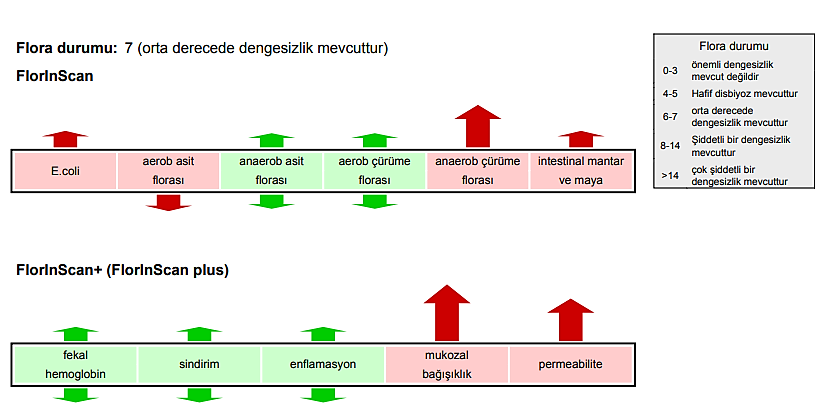 Flora durumu: 7 (orta derecede dengesizlik mevcuttur)
FlorInScan
E.coli
aerob asit
florası
anaerob asit
florası
aerob çürüme
florası
anaerob çürüme
florası
intestinal mantar
ve maya
Flora durumu
0-3 önemli dengesizlik
mevcut değildir
4-5 Hafif disbiyoz mevcuttur
6-7 orta derecede
dengesizlik mevcuttur
8-14 Şiddetli bir dengesizlik
mevcuttur
>14 çok şiddetli bir
dengesizlik mevcuttur
FlorInScan+ (FlorInScan plus)
fekal
hemoglobin
sindirim
enflamasyon
mukozal
bağışıklık
permeabilite